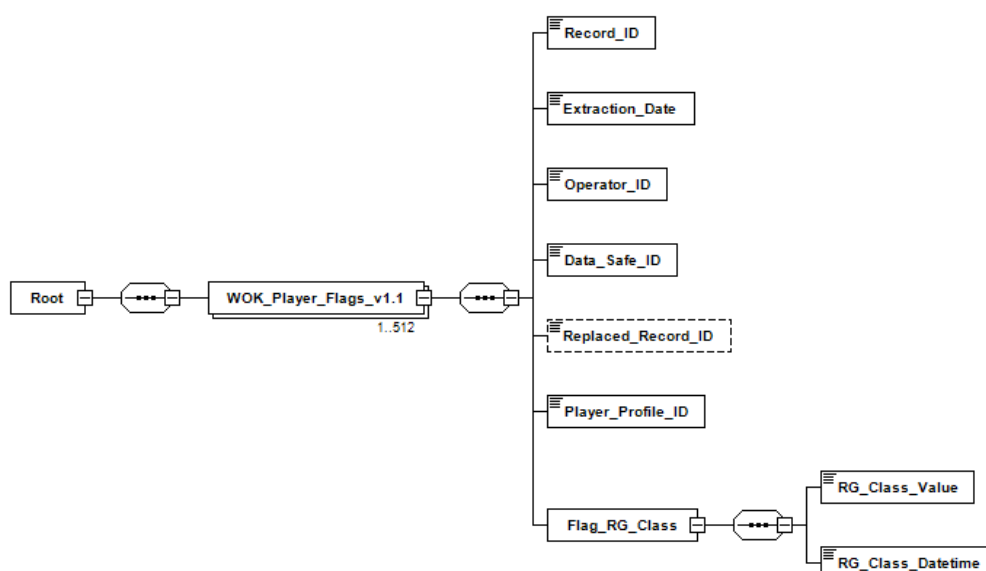 Record_ID
Extraction_Date
Operator_ID
Data_Safe_ID
Root
WOK_Player_Flags_v1.1
1..512
Replaced_Record_ID
Player_Profile_ID
RG_Class_Value
Flag_RG_Class
RG_Class_Datetime